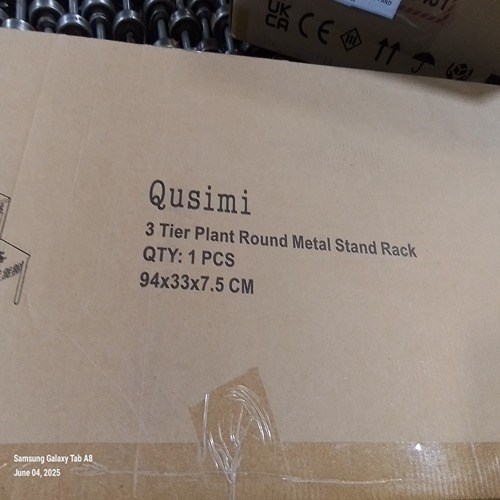 UK
CA CE
Qusimi
3 Tier Plant Round Metal Stand Rack
QTY: 1 PCS
94x33x7.5 CM
Samsung Galaxy Tab A8
June 04, 2025